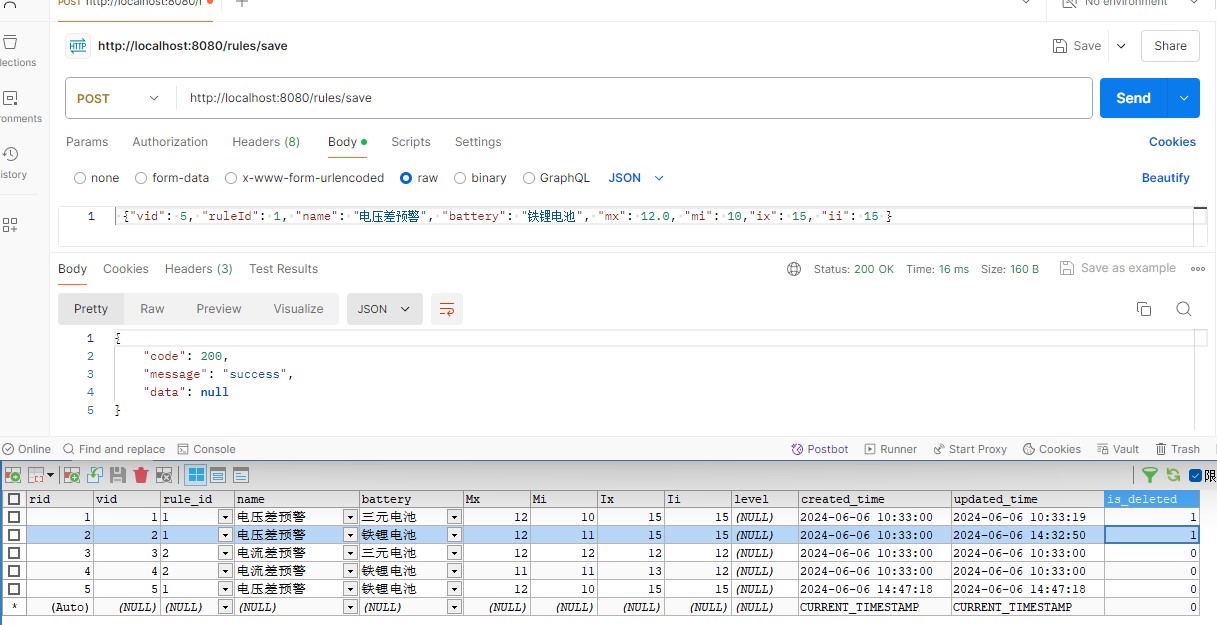 POST http://localhost:8080/r
No environment
HTTP http://localhost:8080/rules/save
Save
Share
lections
POST http://localhost:8080/rules/save
Send
ronments
Params Authorization Headers (8) Body Scripts Settings
Cookies
istory
none form-data x-www-form-urlencoded raw binary GraphQL JSON
Beautify
1 {"vid": 5, "ruleId": 1, "name": "电压差预警", "battery": "铁锂电池", "mx": 12.0, "mi": 10,"ix": 15, "ii": 15 }
Body Cookies Headers (3) Test Results
Status: 200 OK Time: 16 ms Size: 160 B
Save as example
Pretty Raw Preview Visualize JSON
1 {
2 "code": 200,
3 "message": "success",
4 "data": null
5 }
Online Find and replace Console
Postbot Runner Start Proxy Cookies Vault Trash
限
rid vid rule_id name battery Mx Mi Ix Ii level created_time updated_time is_deleted
1 1 1 电压差预警 三元电池 12 10 15 15 (NULL) 2024-06-06 10:33:00 2024-06-06 10:33:19 1
2 2 1 电压差预警 铁锂电池 12 11 15 15 (NULL) 2024-06-06 10:33:00 2024-06-06 14:32:50 1
3 3 2 电流差预警 三元电池 12 12 12 12 (NULL) 2024-06-06 10:33:00 2024-06-06 10:33:00 0
4 4 2 电流差预警 铁锂电池 11 11 13 12 (NULL) 2024-06-06 10:33:00 2024-06-06 10:33:00 0
5 5 1 电压差预警 铁锂电池 12 10 15 15 (NULL) 2024-06-06 14:47:18 2024-06-06 14:47:18 0
* (Auto) (NULL) (NULL) (NULL) (NULL) (NULL) (NULL) (NULL) (NULL) (NULL) CURRENT_TIMESTAMP CURRENT_TIMESTAMP 0